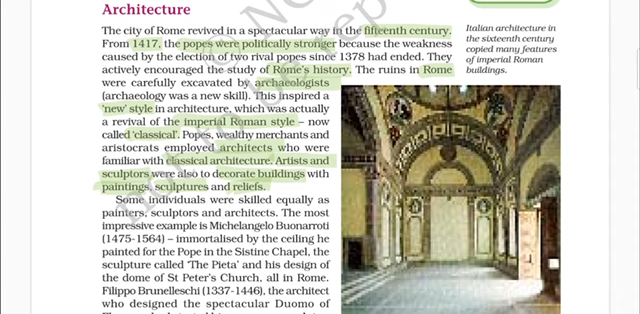 Architecture
The city of Rome revived in a spectacular way in the fifteenth century.
From 1417, the popes were politically stronger because the weakness
caused by the election of two rival popes since 1378 had ended. They
actively encouraged the study of Rome's history. The ruins in Rome
were carefully excavated by archaeologists
(archaeology was a new skill). This inspired a
'new' style in architecture, which was actually
a revival of the imperial Roman style – now
called 'classical'. Popes, wealthy merchants and
aristocrats employed architects who were
familiar with classical architecture. Artists and
sculptors were also to decorate buildings with
paintings, sculptures and reliefs.
Some individuals were skilled equally as
painters, sculptors and architects. The most
impressive example is Michelangelo Buonarroti
(1475-1564) – immortalised by the ceiling he
painted for the Pope in the Sistine Chapel, the
sculpture called 'The Pieta' and his design of
the dome of St Peter's Church, all in Rome.
Filippo Brunelleschi (1337-1446), the architect
who designed the spectacular Duomo of
Italian architecture in
the sixteenth century
copied many features
of imperial Roman
buildings.